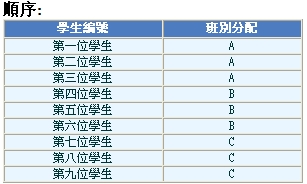 順序:
學生編號 班別分配
第一位學生 A
第二位學生 A
第三位學生 A
第四位學生 B
第五位學生 B
第六位學生 B
第七位學生 C
第八位學生 C
第九位學生 C